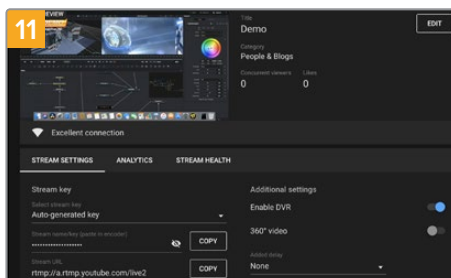 11
PREVIEW
Title
Demo
EDIT
Category
People & Blogs
Concurrent viewers
Likes
0
0
Excellent connection
STREAM SETTINGS
ANALYTICS
STREAM HEALTH
Stream key
Additional settings
Select stream key
Auto-generated key
Enable DVR
360° video
Stream name/key (paste in encoder)
COPY
Added delay
None
Stream URL
rtmp://a.rtmp.youtube.com/live2
COPY